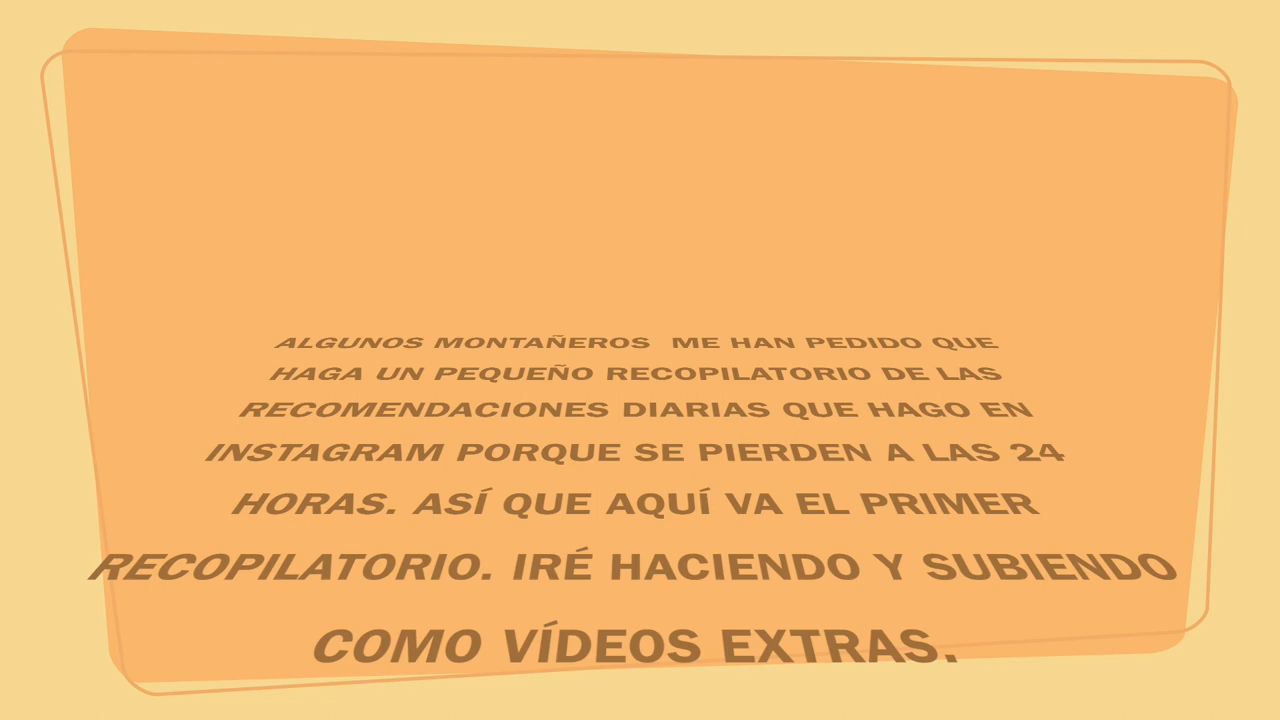 ALGUNOS MONTAÑEROS ME HAN PEDIDO QUE
HAGA UN PEQUEÑO RECOPILATORIO DE LAS
RECOMENDACIONES DIARIAS QUE HAGO EN
INSTAGRAM PORQUE SE PIERDEN A LAS 24
HORAS. ASÍ QUE AQUÍ VA EL PRIMER
RECOPILATORIO. IRÉ HACIENDO Y SUBIENDO
COMO VÍDEOS EXTRAS.